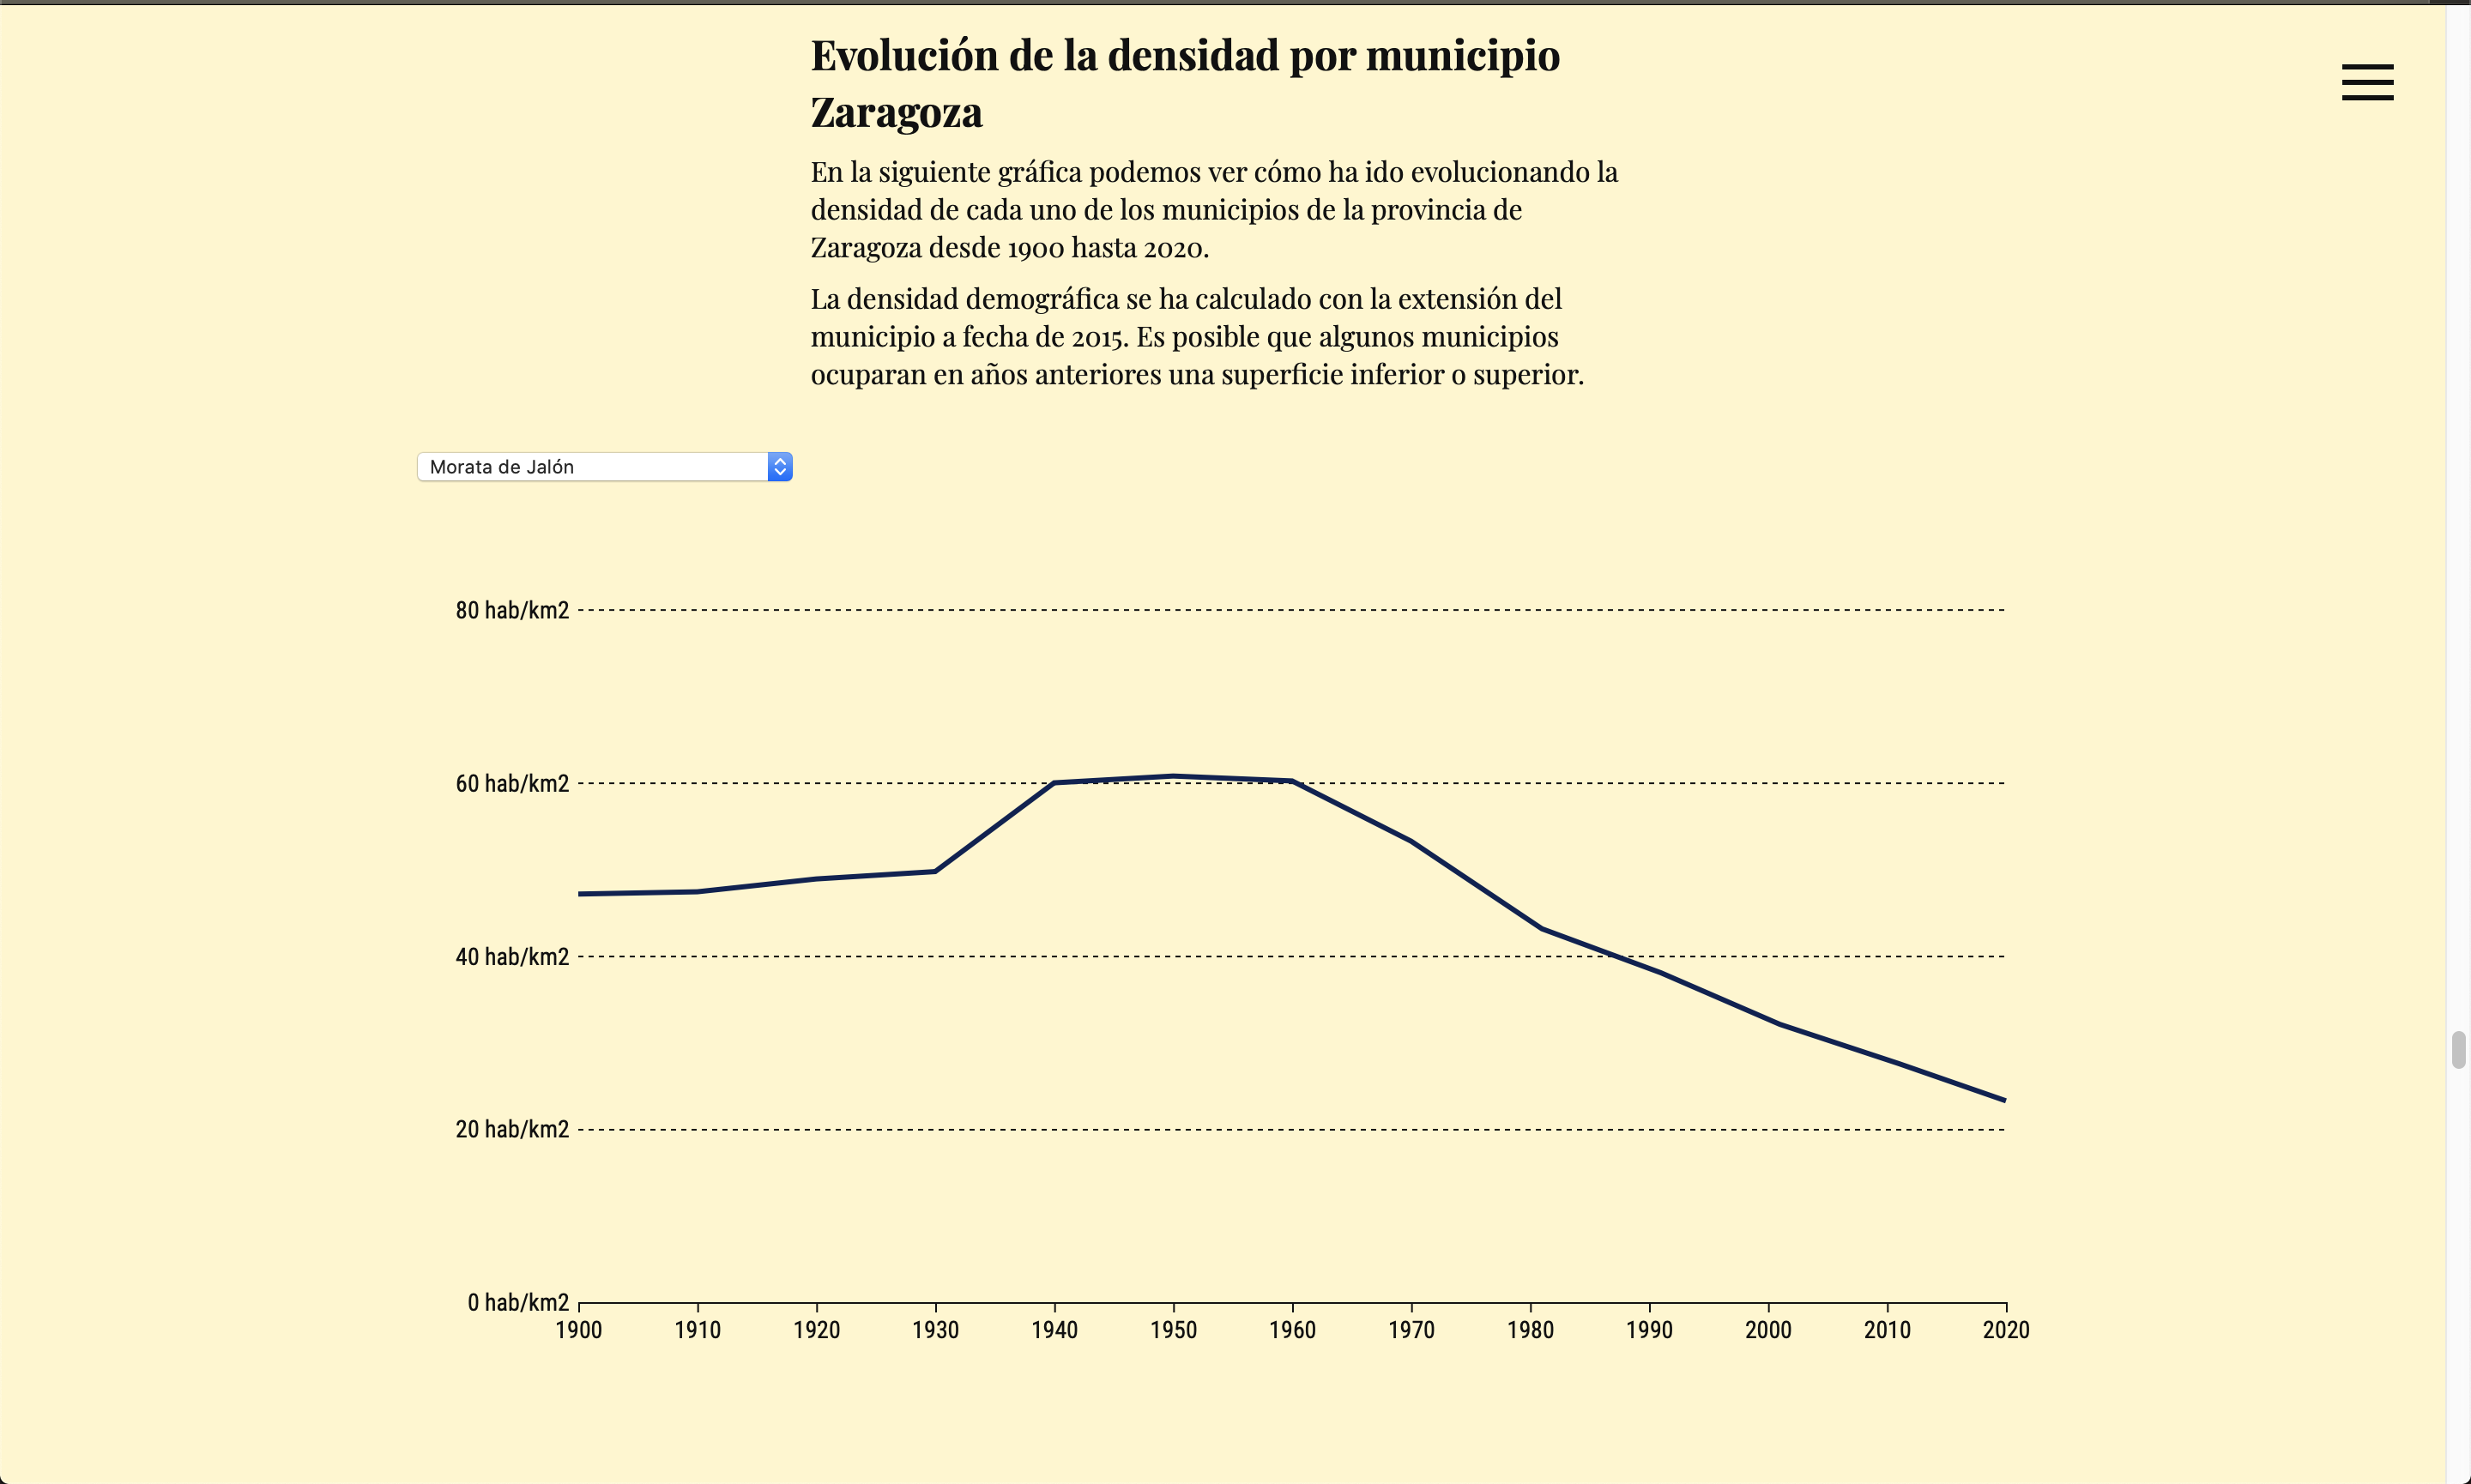 Evolución de la densidad por municipio
Zaragoza
En la siguiente gráfica podemos ver cómo ha ido evolucionando la
densidad de cada uno de los municipios de la provincia de
Zaragoza desde 1900 hasta 2020.
La densidad demográfica se ha calculado con la extensión del
municipio a fecha de 2015. Es posible que algunos municipios
ocuparan en años anteriores una superficie inferior o superior.
Morata de Jalón
80 hab/km2
60 hab/km2
40 hab/km2
20 hab/km2
0 hab/km2
1900 1910 1920 1930 1940 1950 1960 1970 1980 1990 2000 2010 2020